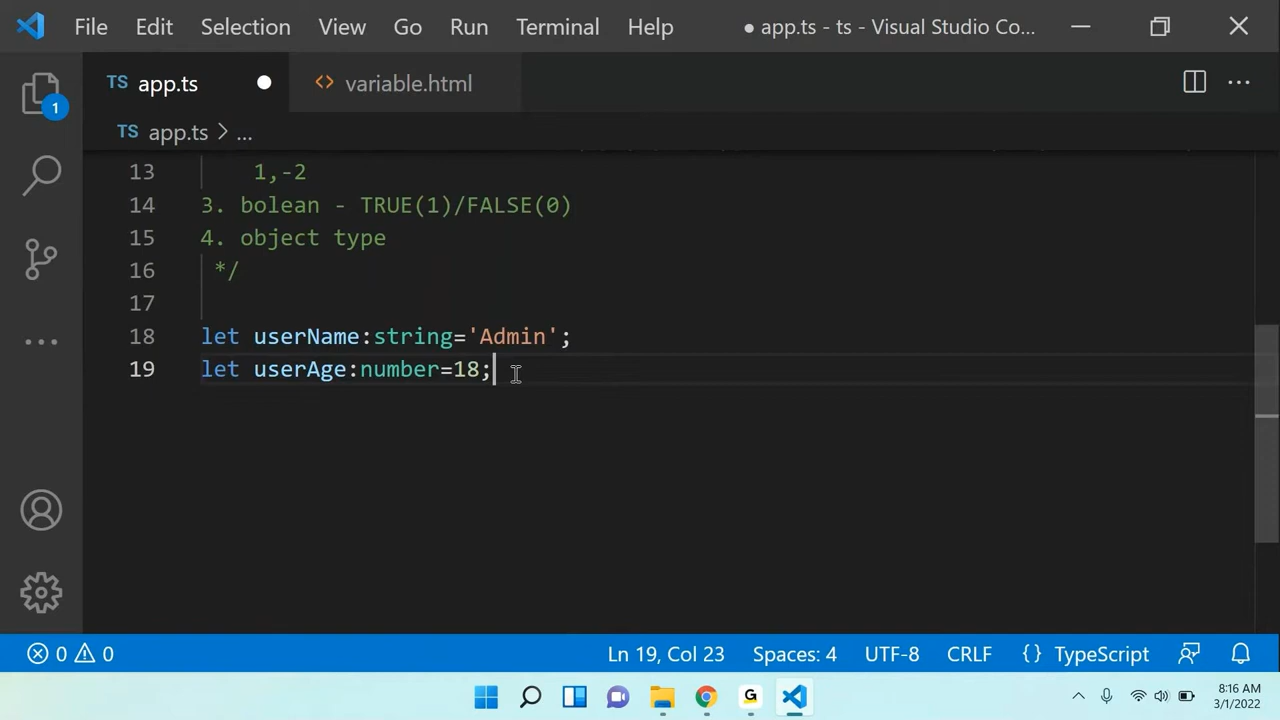 File Edit Selection View Go Run Terminal Help ● app.ts - ts - Visual Studio Co...
TS app.ts ● <> variable.html
1
TS app.ts > ...
13 1,-2
14 3. bolean - TRUE(1)/FALSE(0)
15 4. object type
16 */
17
18 let userName:string='Admin';
19 let userAge:number=18;
0 0 Ln 19, Col 23 Spaces: 4 UTF-8 CRLF {} TypeScript
G 8:16 AM
3/1/2022